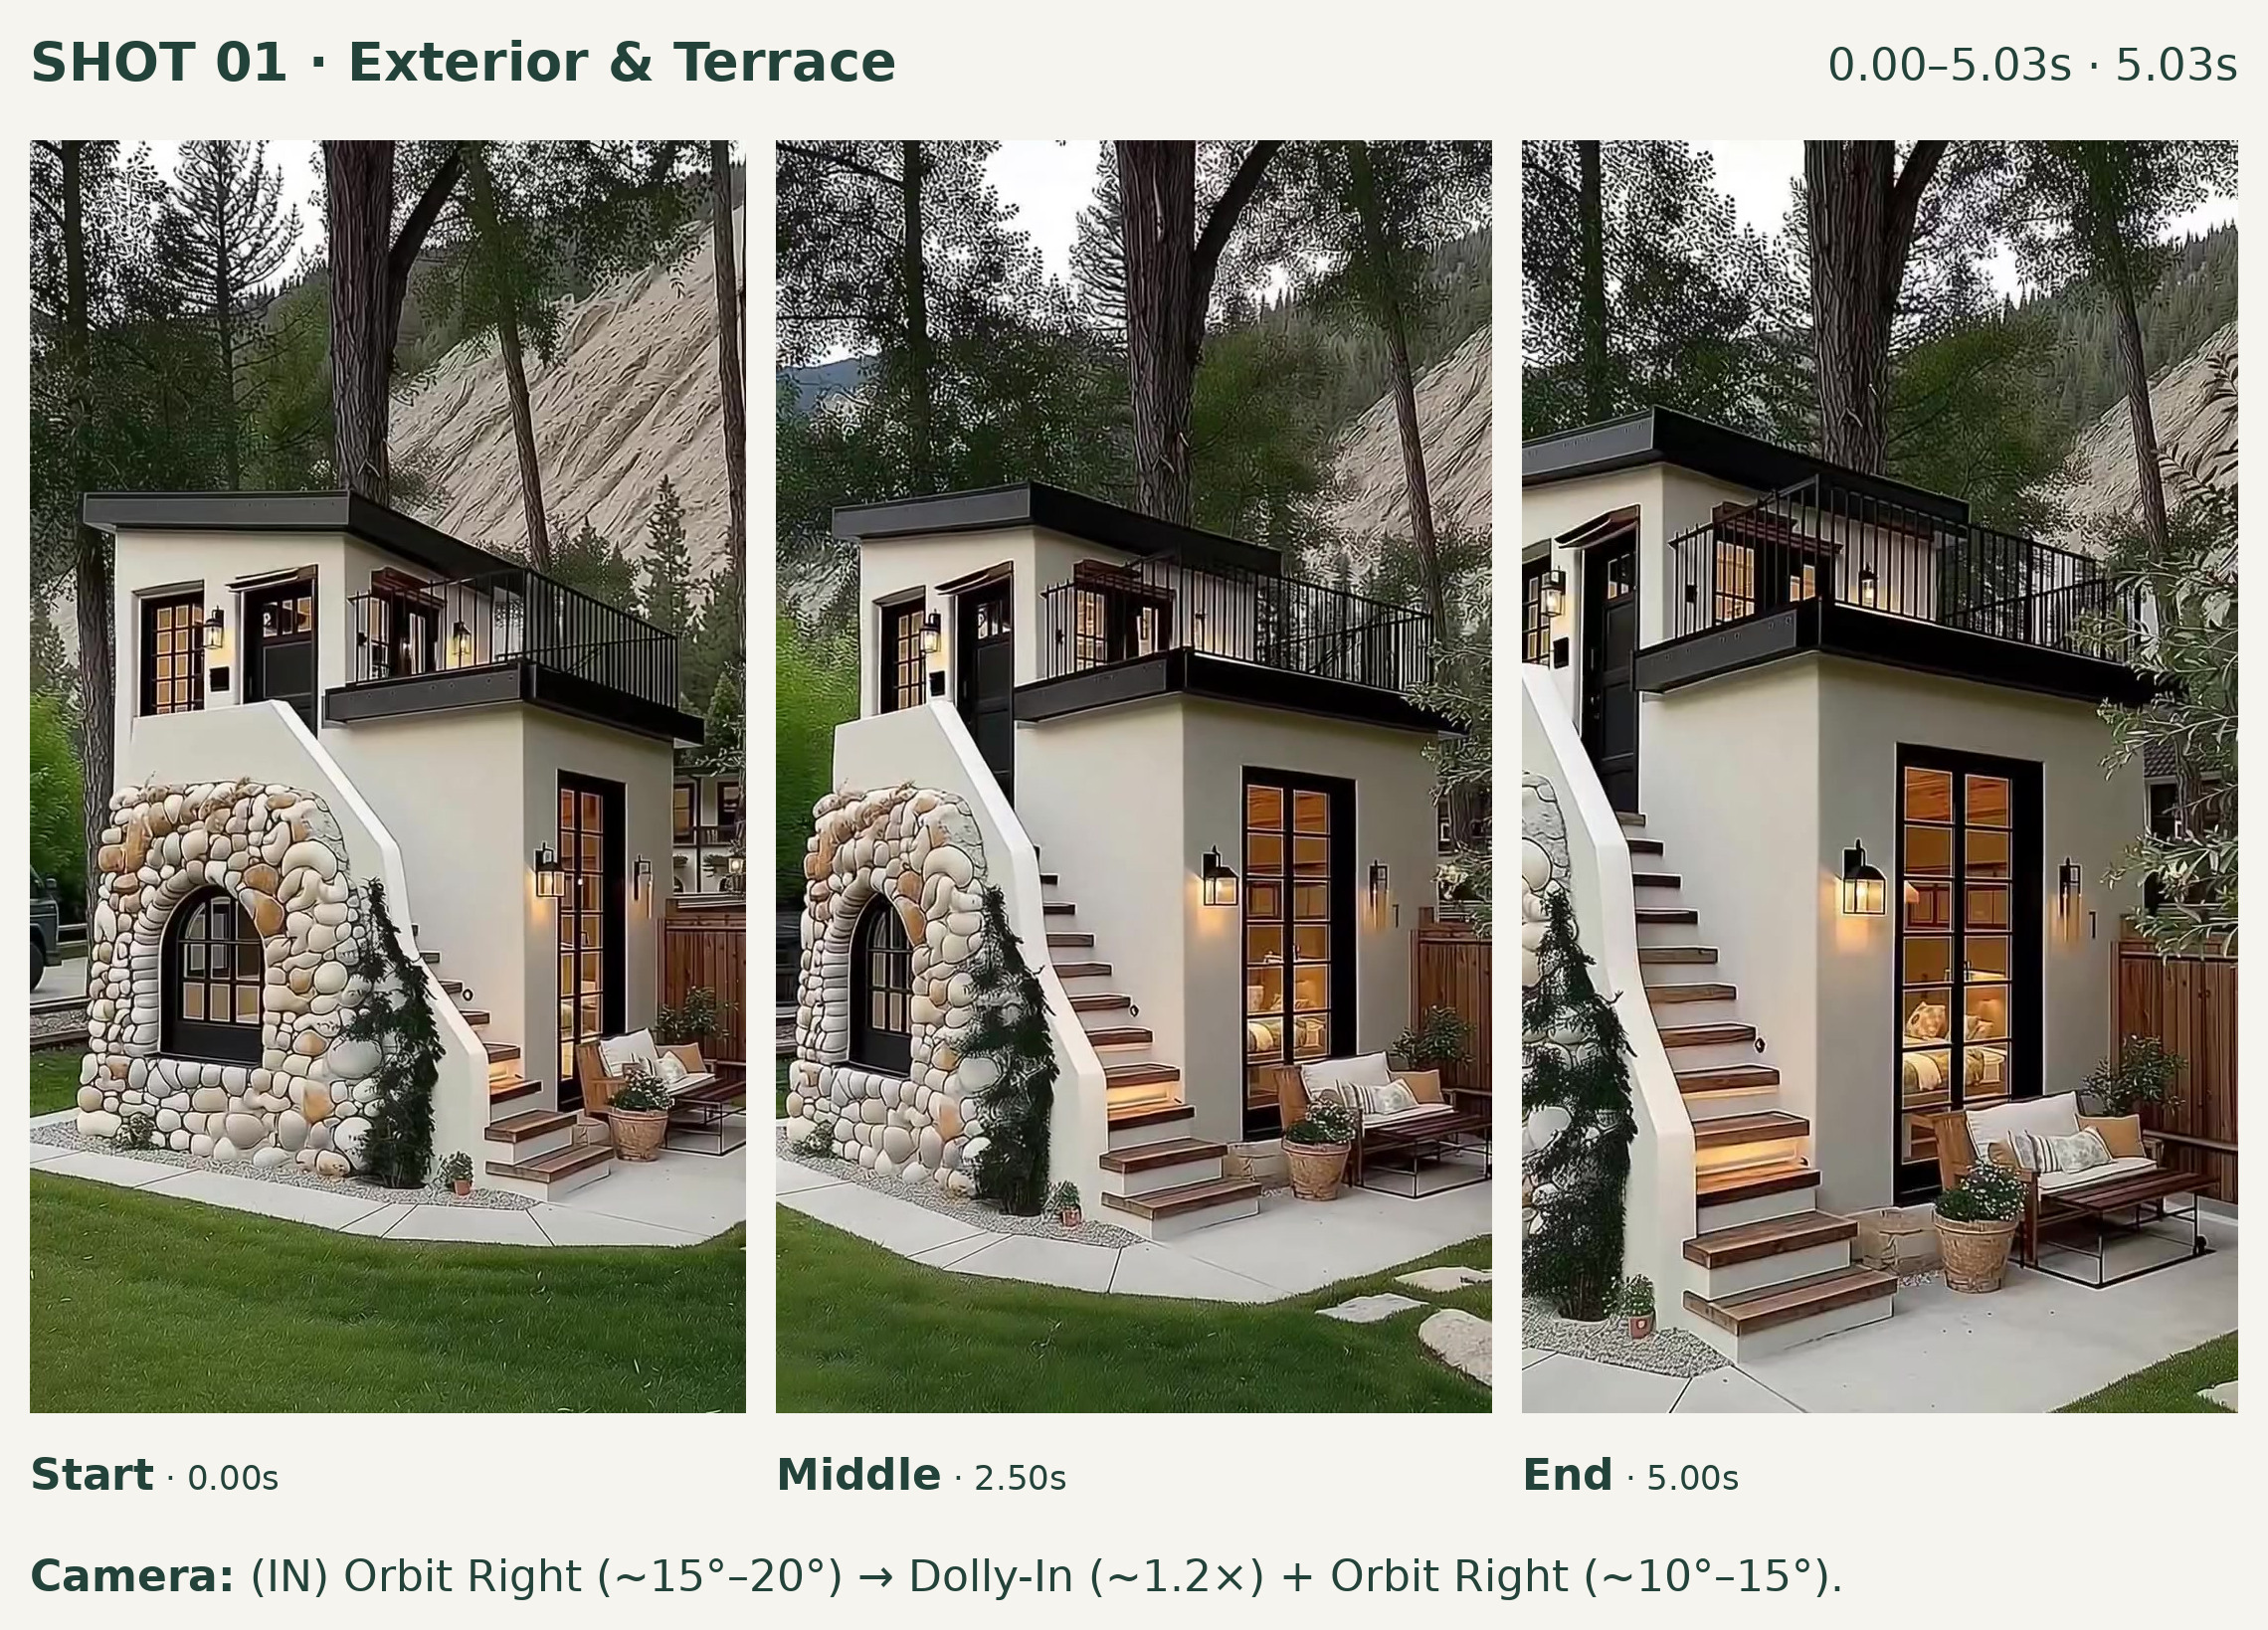 SHOT 01 · Exterior & Terrace
0.00–5.03s · 5.03s
Start · 0.00s
Middle · 2.50s
End · 5.00s
Camera: (IN) Orbit Right (~15°–20°) → Dolly-In (~1.2×) + Orbit Right (~10°–15°).